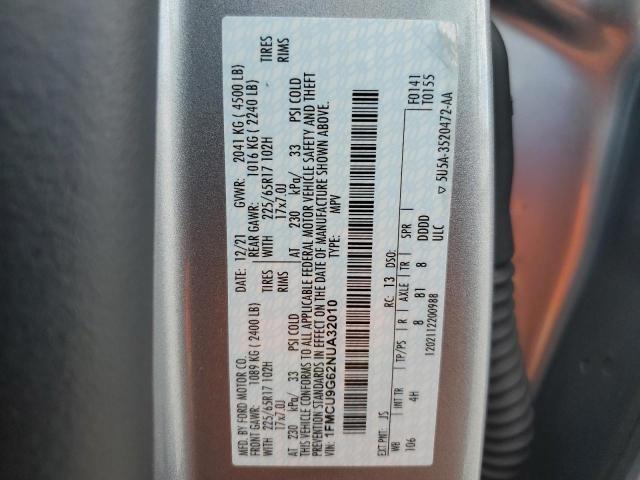 MFD. BY FORD MOTOR CO.
DATE: 12/21 GVWR: 2041 KG ( 4500 LB)
FRONT GAWR: 1089 KG ( 2400 LB) REAR GAWR: 1016 KG ( 2240 LB)
WITH 225/65R17 102H TIRES WITH 225/65R17 102H TIRES
17x7.0J RIMS 17x7.0J RIMS
AT 230 kPa/ 33 PSI COLD AT 230 kPa/ 33 PSI COLD
THIS VEHICLE CONFORMS TO ALL APPLICABLE FEDERAL MOTOR VEHICLE SAFETY AND THEFT
PREVENTION STANDARDS IN EFFECT ON THE DATE OF MANUFACTURE SHOWN ABOVE.
VIN: 1FMCU9G62NUA32010 TYPE: MPV
F0141
T0155
EXT PNT: JS RC: 13 DSO:
WB INT TR TP/PS R AXLE TR SPR
106 4H 8 81 8 DDDD
1202112200988 ULC
5U5A-3520472-AA